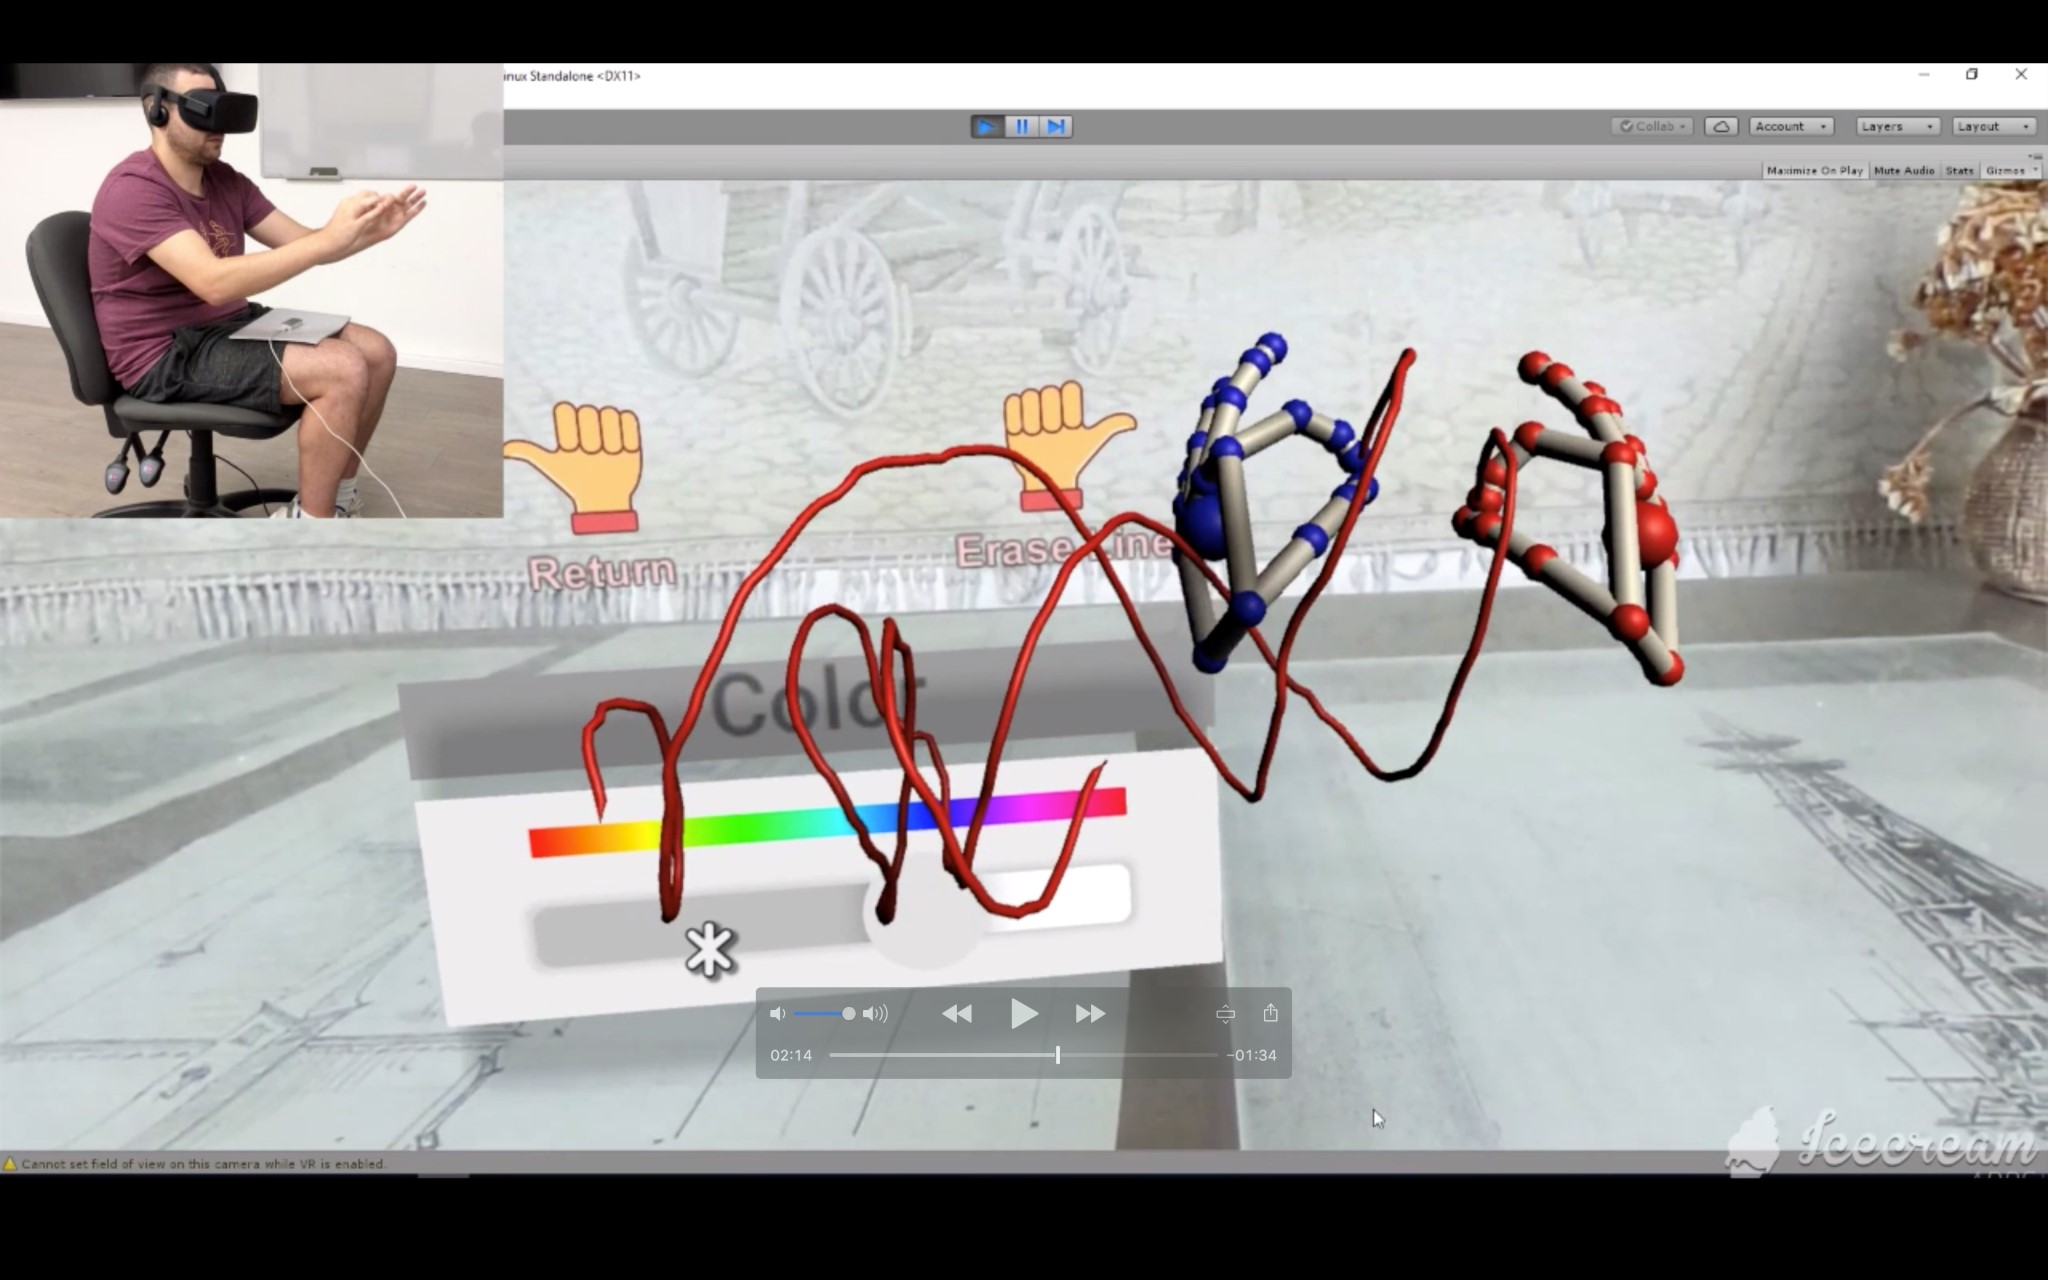 inux Standalone <DX11>
Collab
Account
Layers
Layout
Maximize On Play
Mute Audio
Stats
Gizmos
Return
Erase Line
Color
02:14
-01:34
Cannot set field of view on this camera while VR is enabled.
Icecream